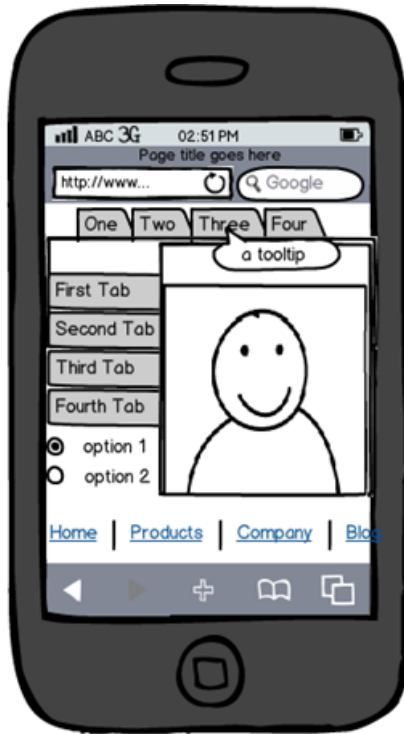 ABC 3G 02:51 PM
Page title goes here
http://www... Google
One Two Three Four
a tooltip
First Tab
Second Tab
Third Tab
Fourth Tab
option 1
option 2
Home | Products | Company | Blog